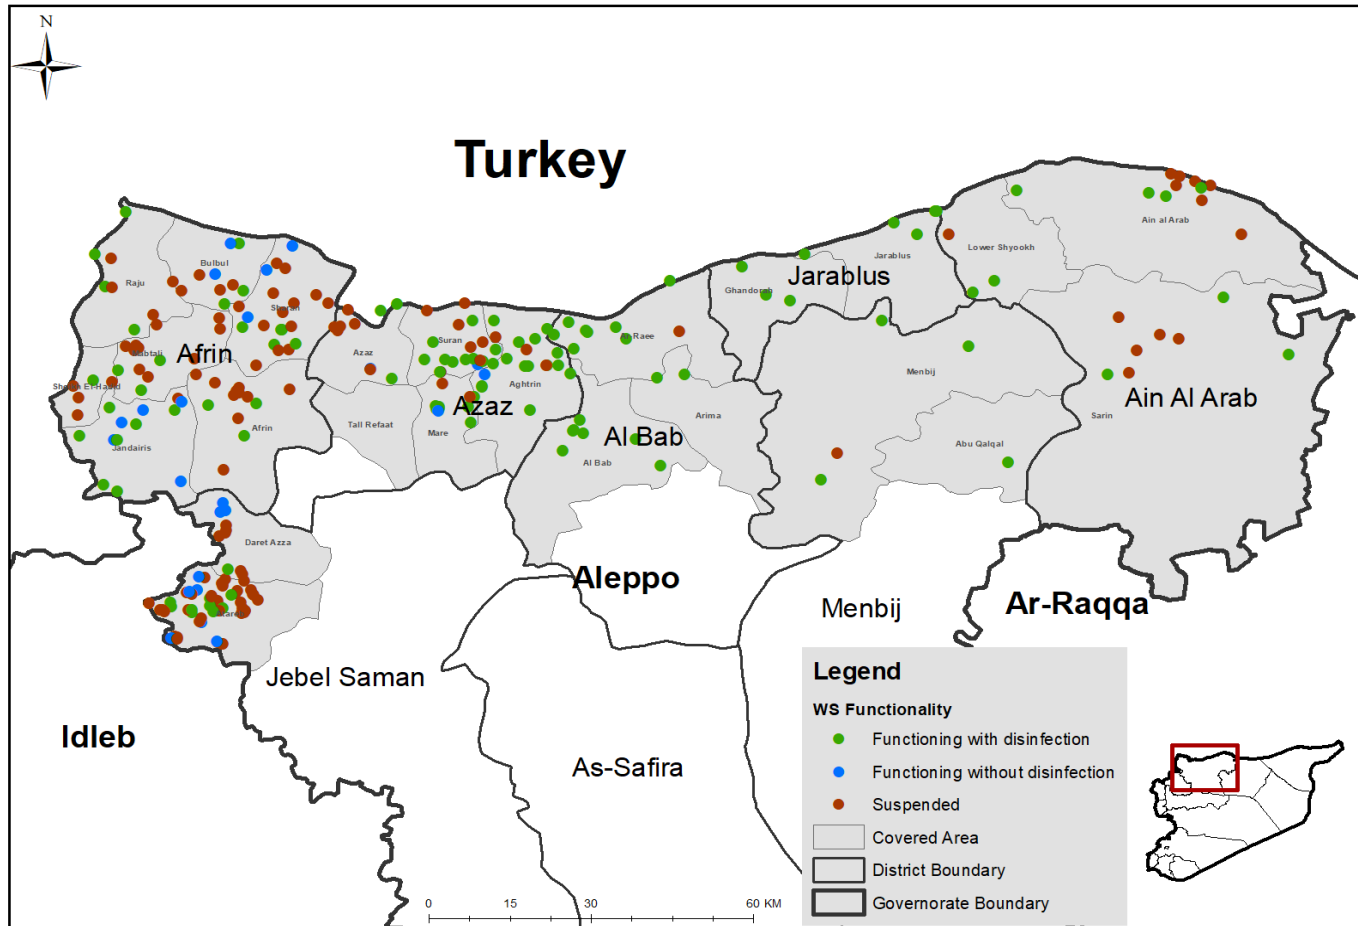 N
Turkey
Ain al Arab
Lower Shyookh
Jarablus
Jarablus
Bulbul
Raju
Ghandorah
Sharan
Ar-Raee
Suran
Azaz
Afrin
Menbij
Aghtrin
Ain Al Arab
Azaz
Arima
Sarin
Tall Refaat
Mare
Al Bab
Abu Qalqal
Afrin
Jandairis
Al Bab
Daret Azza
Aleppo
Menbij
Ar-Raqqa
Jebel Saman
Idleb
As-Safira
Legend
WS Functionality
Functioning with disinfection
Functioning without disinfection
Suspended
Covered Area
District Boundary
Governorate Boundary
0 15 30 60 KM